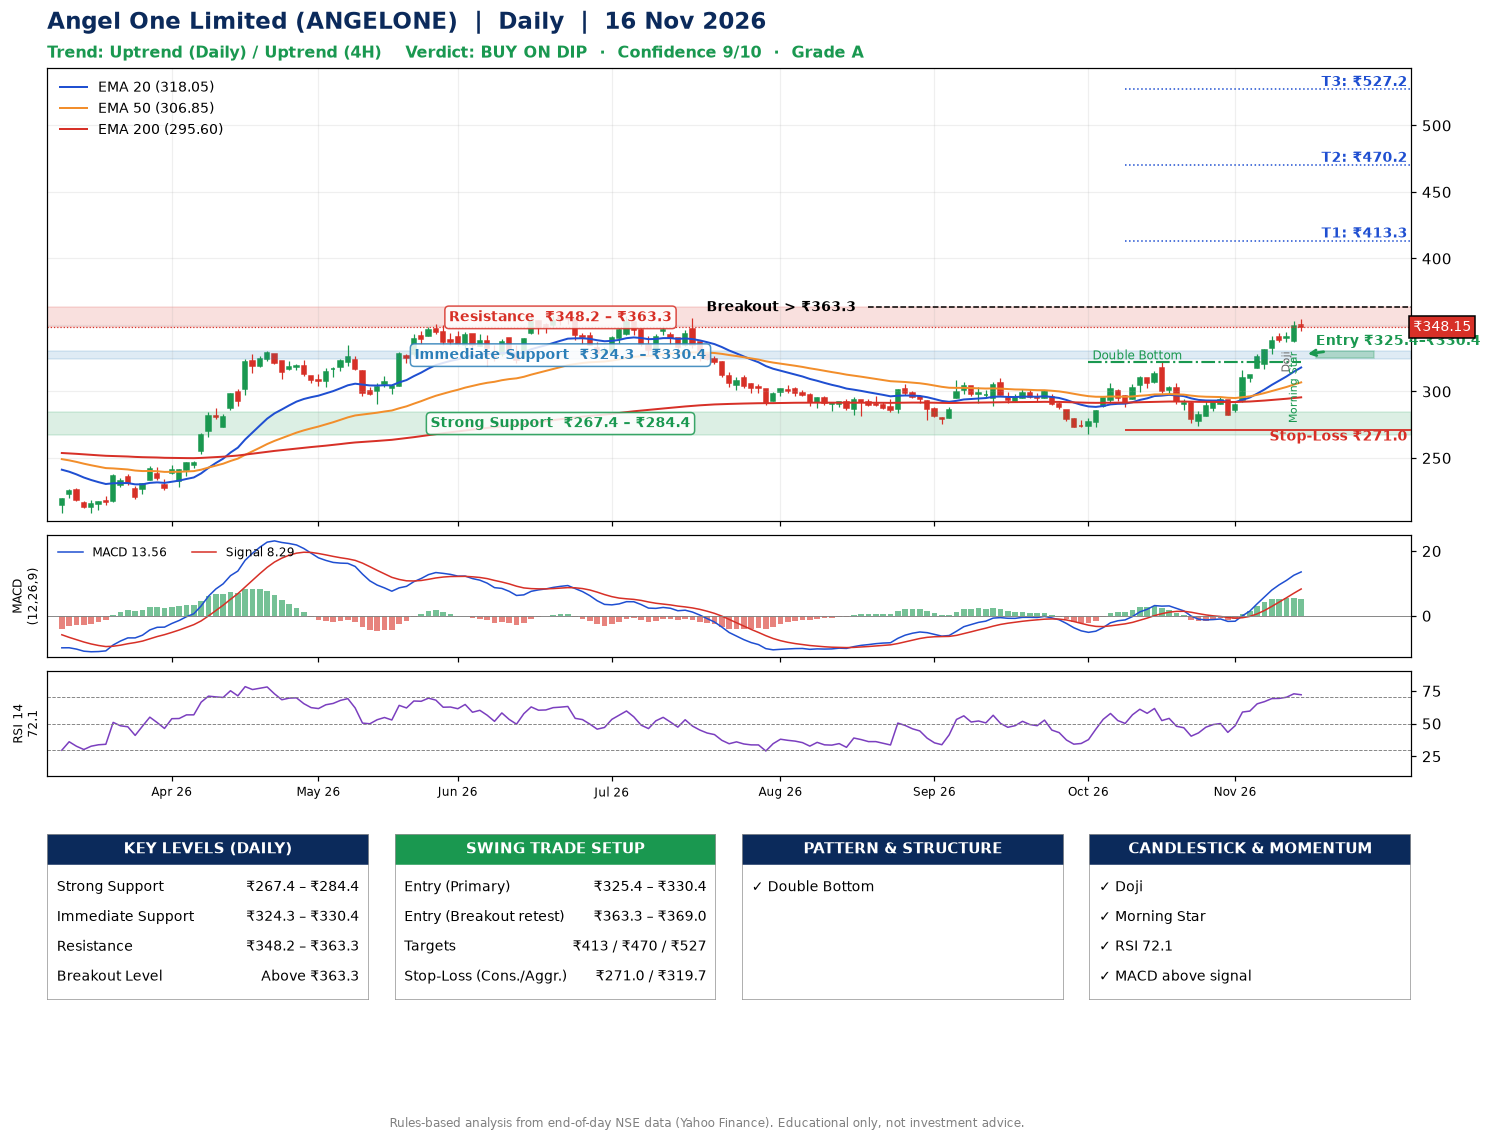 Angel One Limited (ANGELONE)  |  Daily  |  16 Nov 2026
Trend: Uptrend (Daily) / Uptrend (4H)    Verdict: BUY ON DIP  ·  Confidence 9/10  ·  Grade A
EMA 20 (318.05)
EMA 50 (306.85)
EMA 200 (295.60)
T3: ₹527.2
500
T2: ₹470.2
450
T1: ₹413.3
400
Breakout > ₹363.3
Resistance  ₹348.2 – ₹363.3
₹348.15
Entry ₹325.4–₹330.4
Immediate Support  ₹324.3 – ₹330.4
Double Bottom
Doji
Morning Star
300
Strong Support  ₹267.4 – ₹284.4
Stop-Loss ₹271.0
250
MACD 13.56
Signal 8.29
MACD
(12,26,9)
20
0
RSI 14
72.1
75
50
25
Apr 26
May 26
Jun 26
Jul 26
Aug 26
Sep 26
Oct 26
Nov 26
KEY LEVELS (DAILY)
Strong Support ₹267.4 – ₹284.4
Immediate Support ₹324.3 – ₹330.4
Resistance ₹348.2 – ₹363.3
Breakout Level Above ₹363.3
SWING TRADE SETUP
Entry (Primary) ₹325.4 – ₹330.4
Entry (Breakout retest) ₹363.3 – ₹369.0
Targets ₹413 / ₹470 / ₹527
Stop-Loss (Cons./Aggr.) ₹271.0 / ₹319.7
PATTERN & STRUCTURE
✓ Double Bottom
CANDLESTICK & MOMENTUM
✓ Doji
✓ Morning Star
✓ RSI 72.1
✓ MACD above signal
Rules-based analysis from end-of-day NSE data (Yahoo Finance). Educational only, not investment advice.